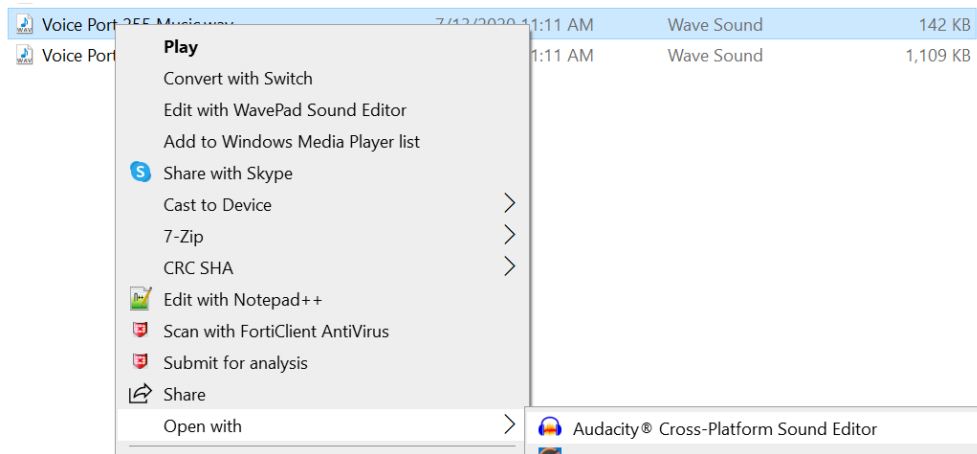 Voice Port 255 Music.wav 7/13/2020 11:11 AM Wave Sound 142 KB
Voice Port 1:11 AM Wave Sound 1,109 KB
Play
Convert with Switch
Edit with WavePad Sound Editor
Add to Windows Media Player list
Share with Skype
Cast to Device
7-Zip
CRC SHA
Edit with Notepad++
Scan with FortiClient AntiVirus
Submit for analysis
Share
Open with
Audacity® Cross-Platform Sound Editor